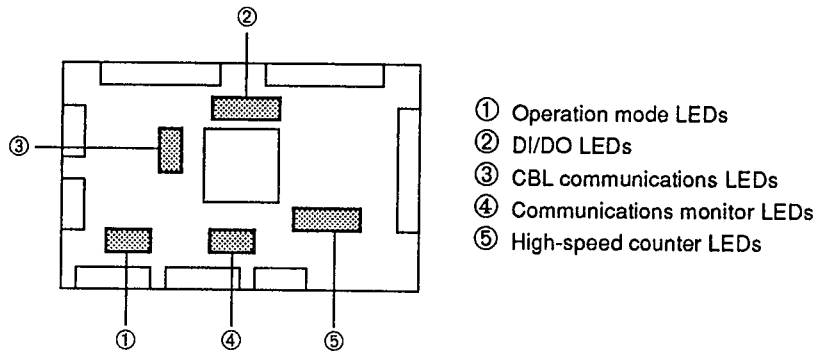 ②
③
① ④ ⑤
① Operation mode LEDs
② DI/DO LEDs
③ CBL communications LEDs
④ Communications monitor LEDs
⑤ High-speed counter LEDs